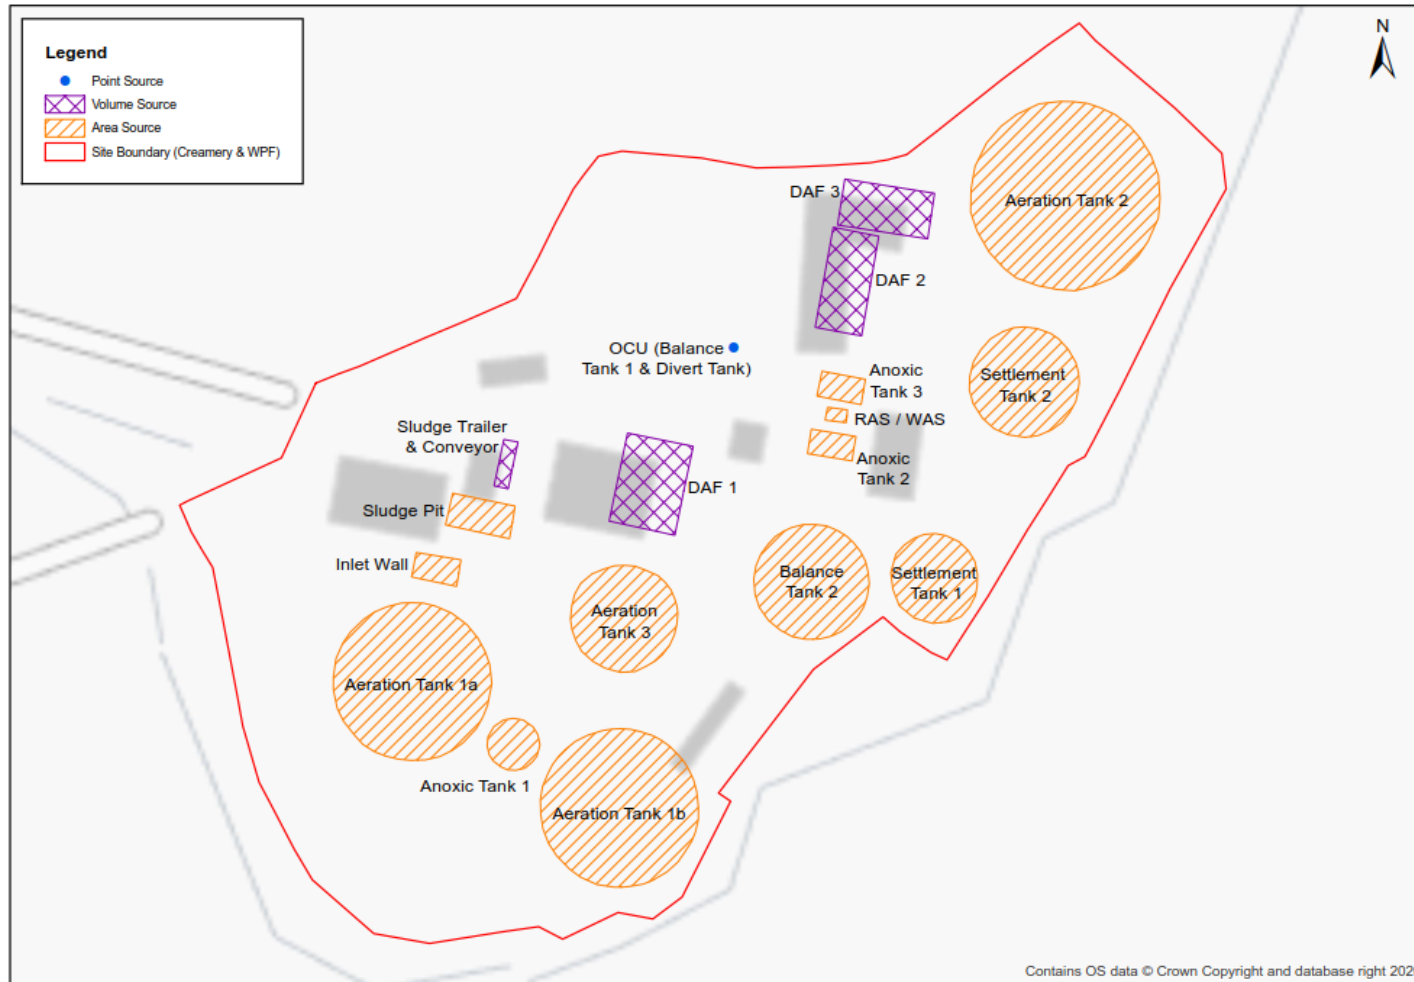 Legend
Point Source
Volume Source
Area Source
Site Boundary (Creamery & WPF)
N
DAF 3
Aeration Tank 2
DAF 2
OCU (Balance
Tank 1 & Divert Tank)
Anoxic
Tank 3
Settlement
Tank 2
RAS / WAS
Sludge Trailer
& Conveyor
Anoxic
Tank 2
DAF 1
Sludge Pit
Inlet Wall
Balance
Tank 2
Settlement
Tank 1
Aeration
Tank 3
Aeration Tank 1a
Anoxic Tank 1
Aeration Tank 1b
Contains OS data © Crown Copyright and database right 202